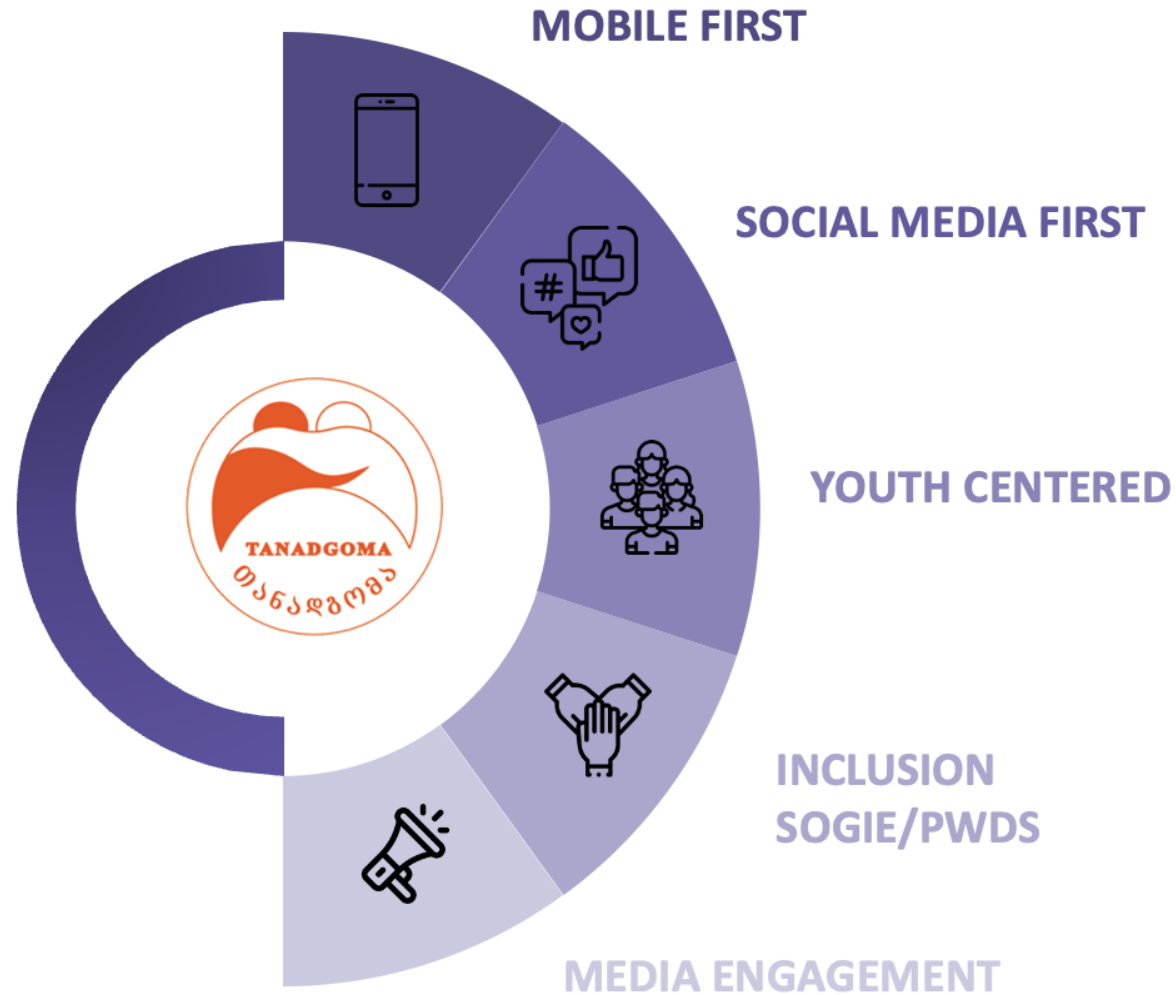 MOBILE FIRST
SOCIAL MEDIA FIRST
#
YOUTH CENTERED
TANADGOMA
თანადგომა
INCLUSION
SOGIE/PWDS
MEDIA ENGAGEMENT